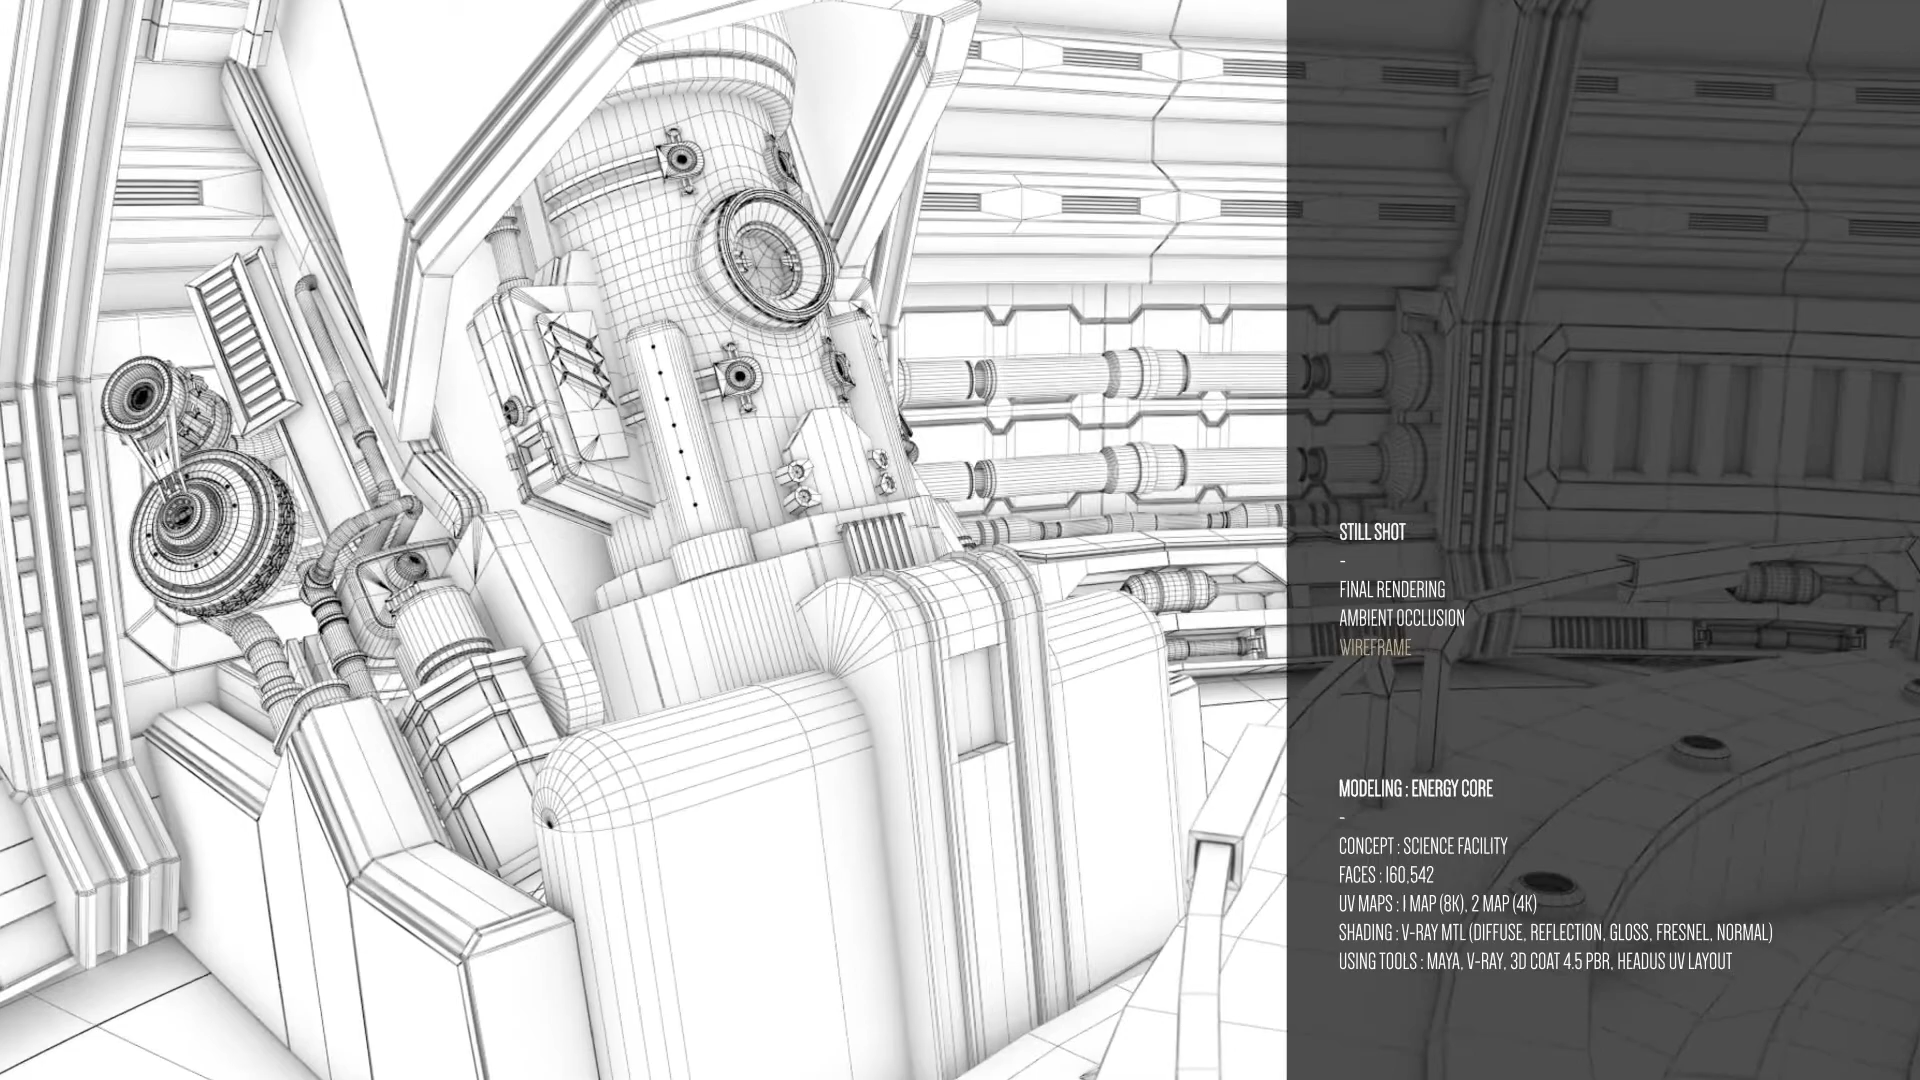 STILL SHOT
-
FINAL RENDERING
AMBIENT OCCLUSION
WIREFRAME
MODELING : ENERGY CORE
-
CONCEPT : SCIENCE FACILITY
FACES : 160,542
UV MAPS : 1 MAP (8K), 2 MAP (4K)
SHADING : V-RAY MTL (DIFFUSE, REFLECTION, GLOSS, FRESNEL, NORMAL)
USING TOOLS : MAYA, V-RAY, 3D COAT 4.5 PBR, HEADUS UV LAYOUT